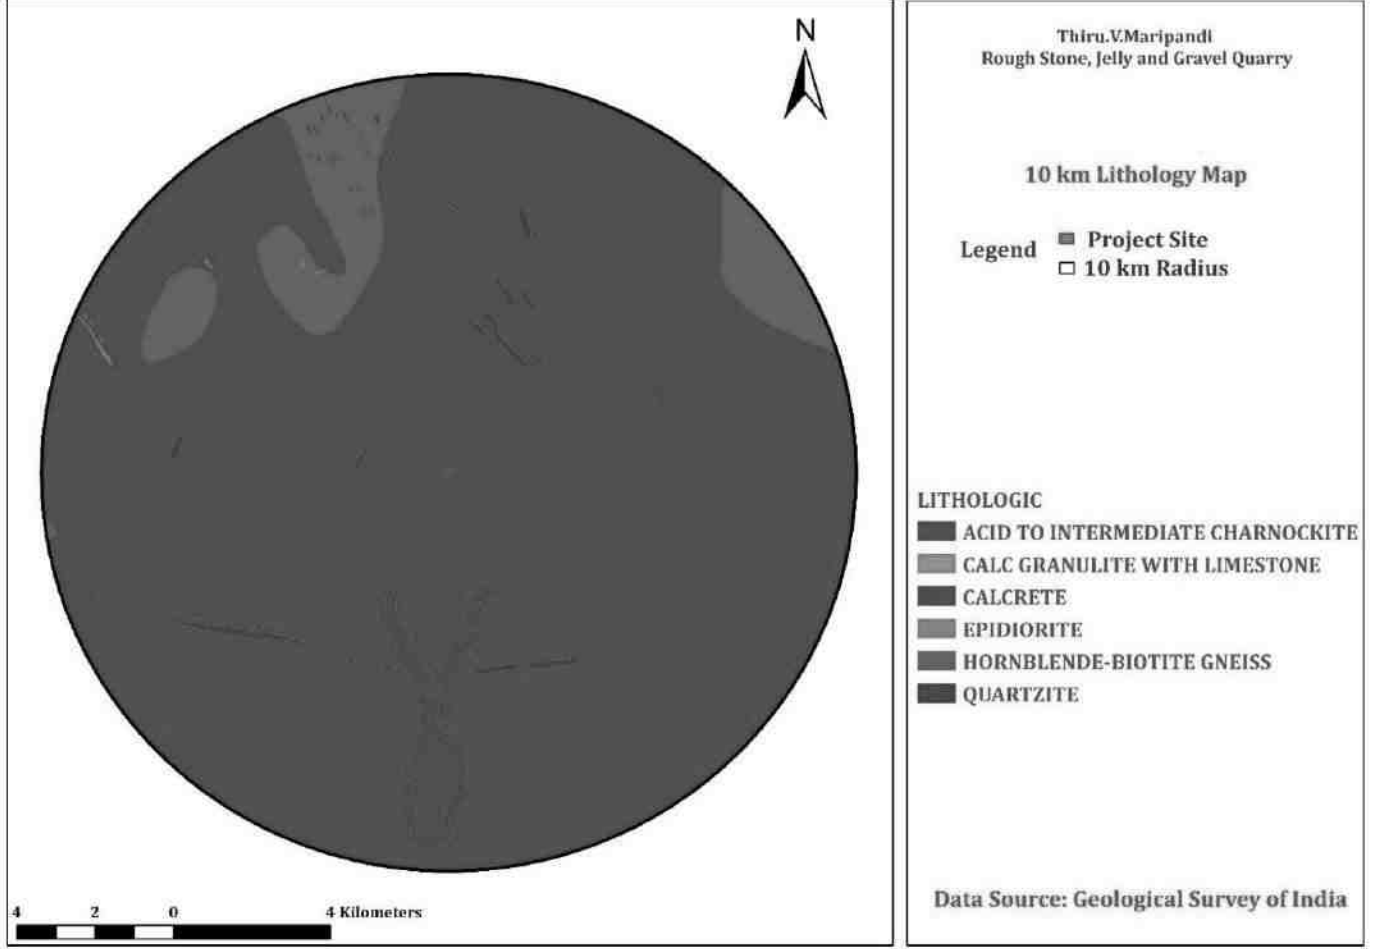 N
Thiru.V.Maripandi
Rough Stone, Jelly and Gravel Quarry
10 km Lithology Map
Legend
Project Site
10 km Radius
LITHOLOGIC
ACID TO INTERMEDIATE CHARNOCKITE
CALC GRANULITE WITH LIMESTONE
CALCRETE
EPIDIORITE
HORNBLENDE-BIOTITE GNEISS
QUARTZITE
4 2 0 4 Kilometers
Data Source: Geological Survey of India